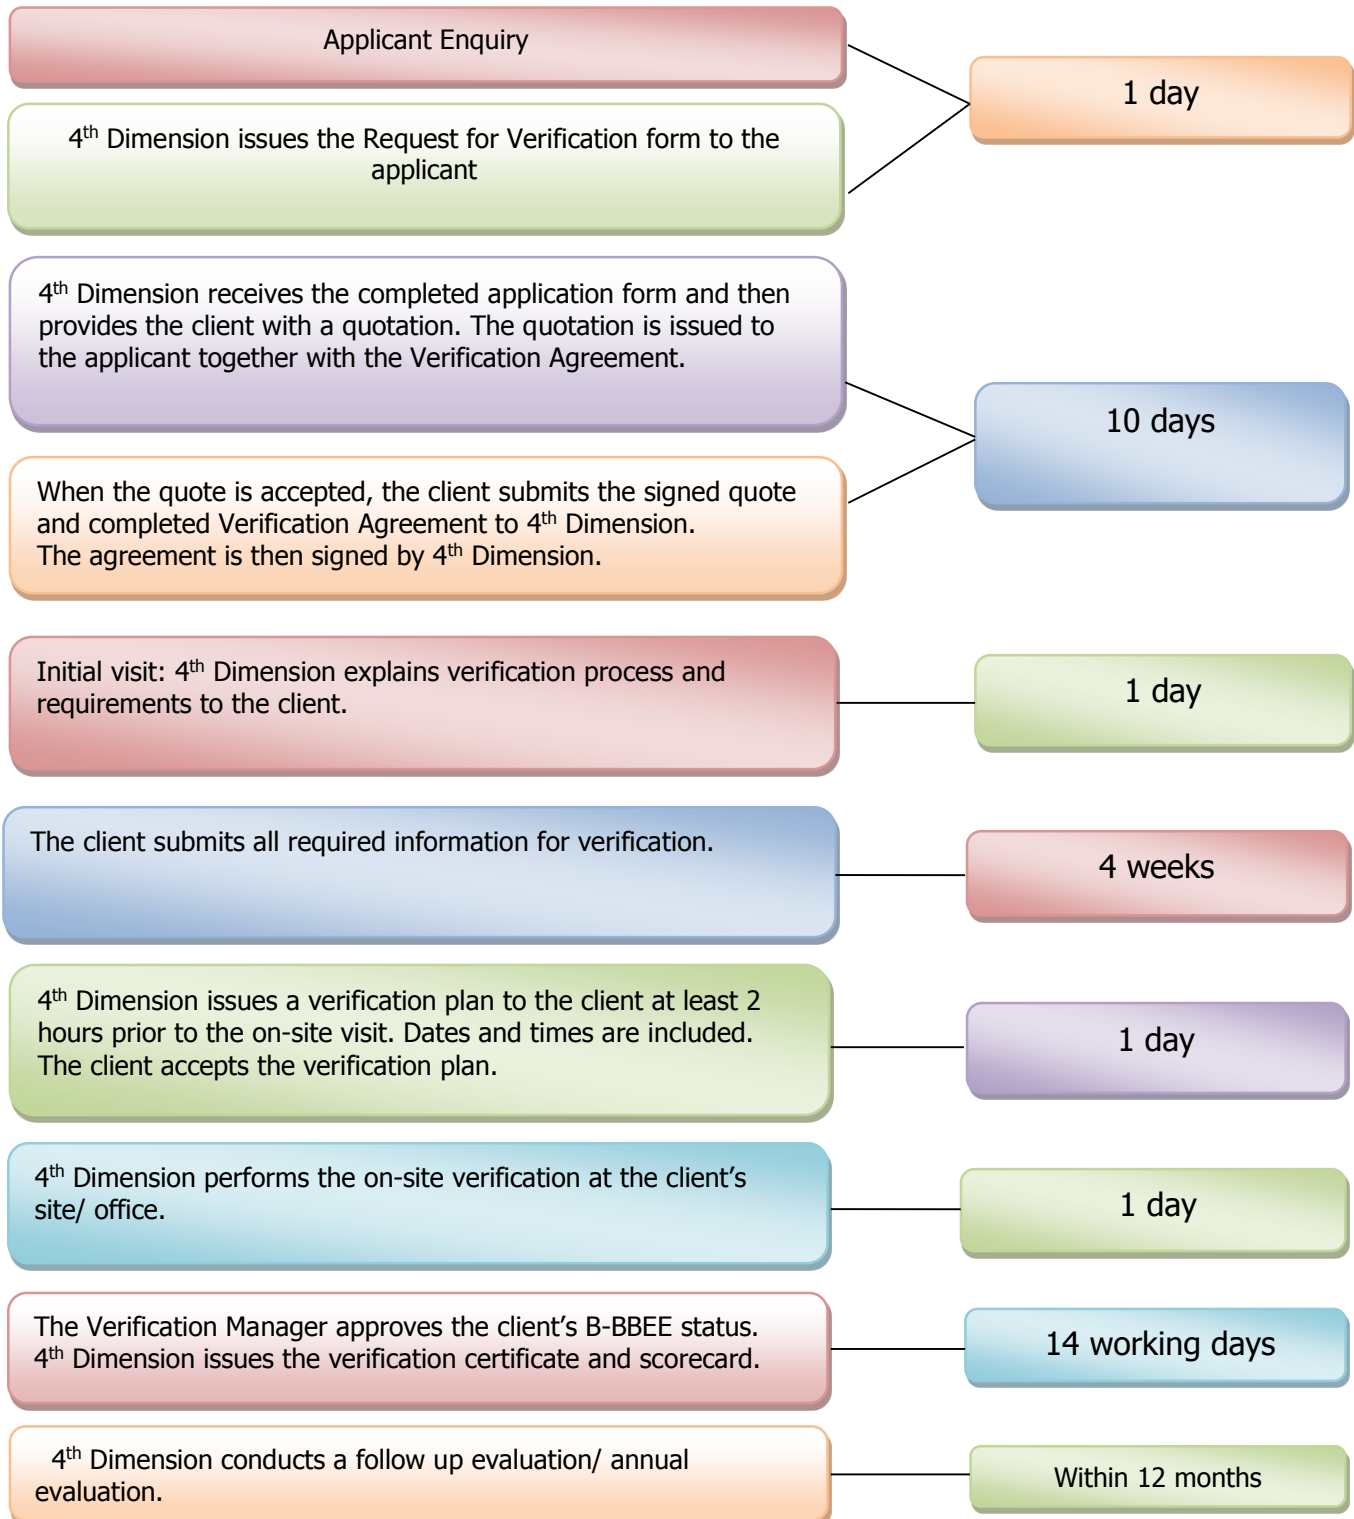 Applicant Enquiry
1 day
4th Dimension issues the Request for Verification form to the
applicant
4th Dimension receives the completed application form and then
provides the client with a quotation. The quotation is issued to
the applicant together with the Verification Agreement.
10 days
When the quote is accepted, the client submits the signed quote
and completed Verification Agreement to 4th Dimension.
The agreement is then signed by 4th Dimension.
Initial visit: 4th Dimension explains verification process and
requirements to the client.
1 day
The client submits all required information for verification.
4 weeks
4th Dimension issues a verification plan to the client at least 2
hours prior to the on-site visit. Dates and times are included.
The client accepts the verification plan.
1 day
4th Dimension performs the on-site verification at the client's
site/ office.
1 day
The Verification Manager approves the client's B-BBEE status.
4th Dimension issues the verification certificate and scorecard.
14 working days
4th Dimension conducts a follow up evaluation/ annual
evaluation.
Within 12 months